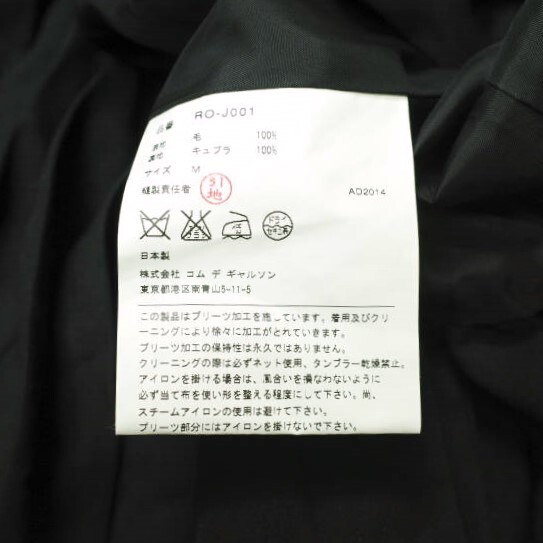 品番 RO-J001
表地 毛 100%
裏地 キュプラ 100%
サイズ M
縫製責任者 引地 AD2014
ドライ セキユ系
日本製
株式会社 コム デ ギャルソン
東京都港区南青山5-11-5
この製品はプリーツ加工を施しています。着用及びクリ
ーニングにより徐々に加工がとれていきます。
プリーツ加工の保持性は永久ではありません。
クリーニングの際は必ずネット使用、タンブラー乾燥禁止。
アイロンを掛ける場合は、風合いを損なわないように
必ず当て布を使い形を整える程度にして下さい。尚、
スチームアイロンの使用は避けて下さい。
プリーツ部分にはアイロンを掛けないで下さい。